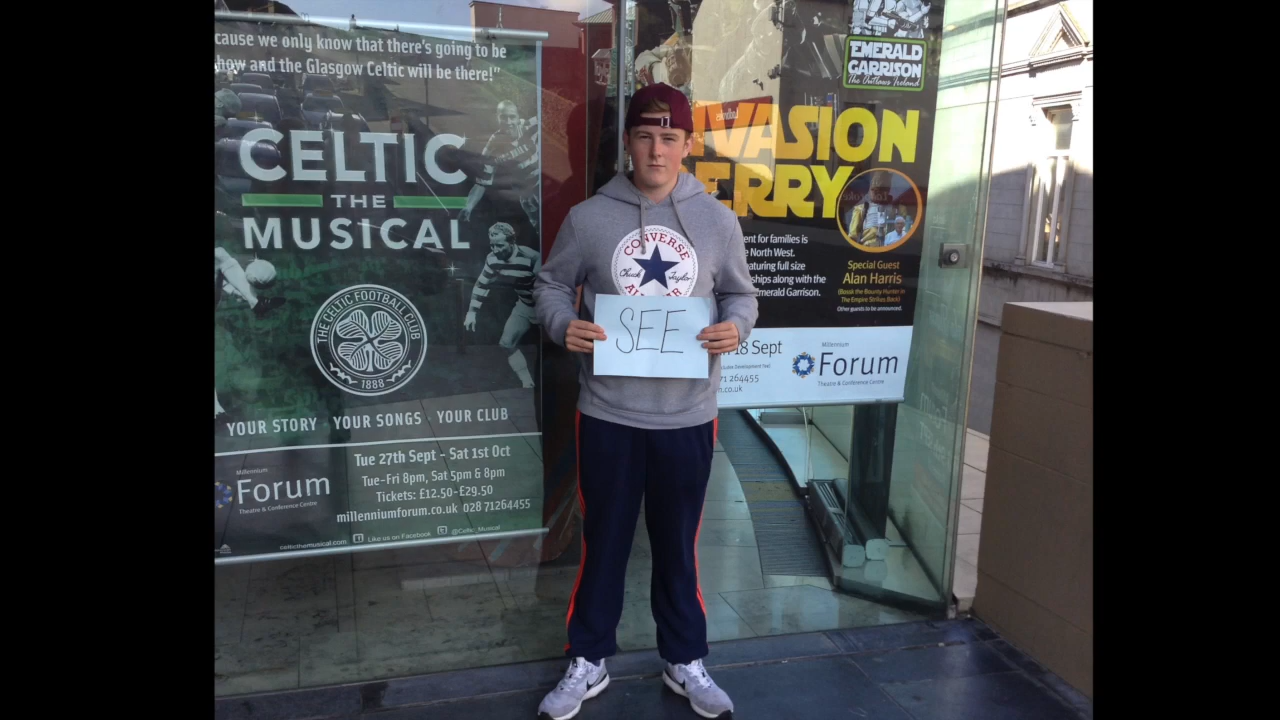 cause we only know that there's going to be
how and the Glasgow Celtic will be there!"
CELTIC
THE
MUSICAL
THE CELTIC FOOTBALL CLUB
1888
YOUR STORY · YOUR SONGS · YOUR CLUB
Tue 27th Sept - Sat 1st Oct
Tue-Fri 8pm, Sat 5pm & 8pm
Tickets: £12.50-£29.50
millenniumforum.co.uk 028 71264455
Millennium
Forum
Theatre & Conference Centre
celticthemusical.com
Like us on Facebook
@Celtic_Musical
CONVERSE
Chuck Taylor
SEE
EMERALD
GARRISON
The Outlaws Ireland
NVASION
ERRY
ent for families is
e North West.
aturing full size
ships along with the
Emerald Garrison.
Special Guest
Alan Harris
(Bossk the Bounty Hunter in
The Empire Strikes Back)
Other guests to be announced.
18 Sept
71 264455
.co.uk
Millennium
Forum
Theatre & Conference Centre